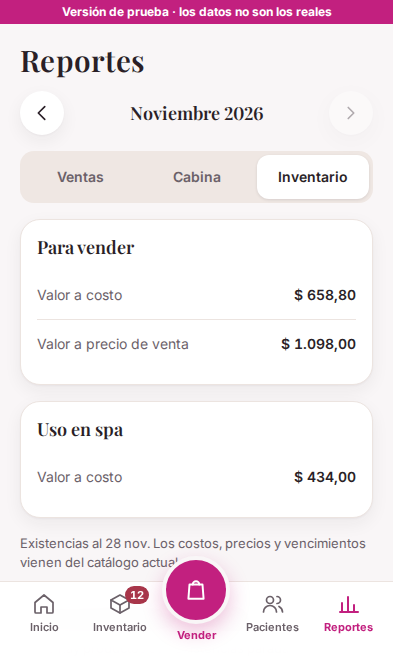 Versión de prueba · los datos no son los reales
Reportes
Noviembre 2026
Ventas
Cabina
Inventario
Para vender
Valor a costo $ 658,80
Valor a precio de venta $ 1.098,00
Uso en spa
Valor a costo $ 434,00
Existencias al 28 nov. Los costos, precios y vencimientos
vienen del catálogo actual
12
Inicio
Inventario
Vender
Pacientes
Reportes